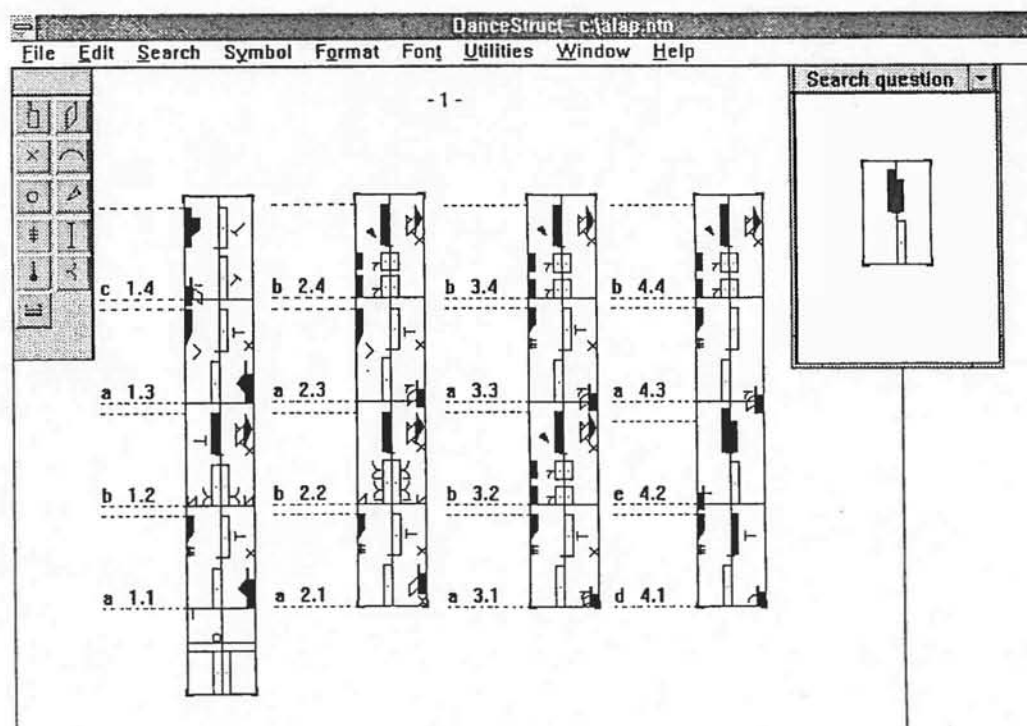 DanceStruct - c:\alap.ntn
File Edit Search Symbol Format Font Utilities Window Help
Search question
- 1 -
c 1.4 b 2.4 b 3.4 b 4.4
a 1.3 a 2.3 a 3.3 a 4.3
b 1.2 b 2.2 b 3.2 e 4.2
a 1.1 a 2.1 a 3.1 d 4.1